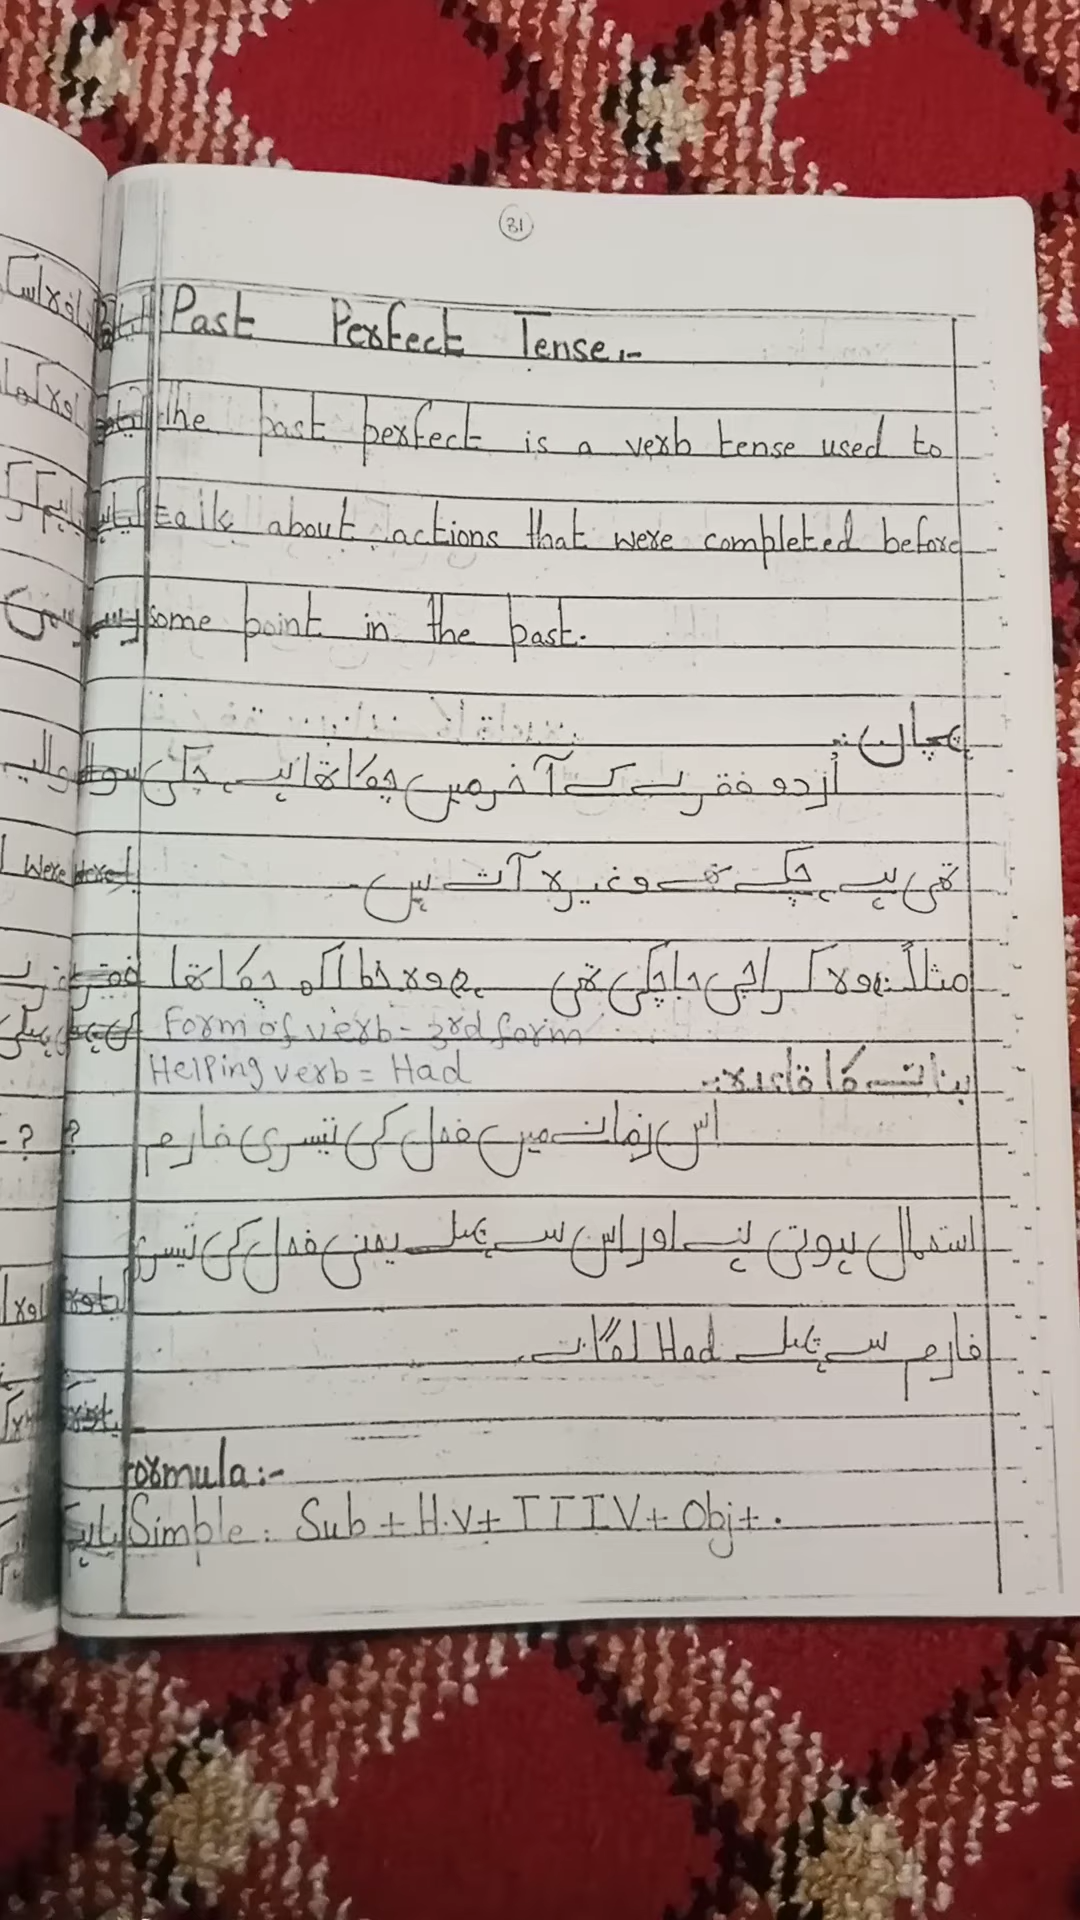 31
Past Perfect Tense:-
The past perfect is a verb tense used to
talk about actions that were completed before
some point in the past.
پہچان:-
اُردو فقرے کے آخر میں چکا تھا ہے، چکی
تھی ہے، چکے تھے وغیرہ آتے ہیں۔
مثلاً: وہ کراچی جا چکی تھی وہ خط لکھ چکا تھا
Form of verb = 3rd form
Helping verb = Had
بنانے کا قاعدہ:-
اس زمانے میں فعل کی تیسری فارم
استعمال ہوتی ہے اور اس سے پہلے یعنی فعل کی تیسری
فارم سے پہلے Had لگاتے
Formula:-
Simple: Sub + H.V + III V + Obj + .